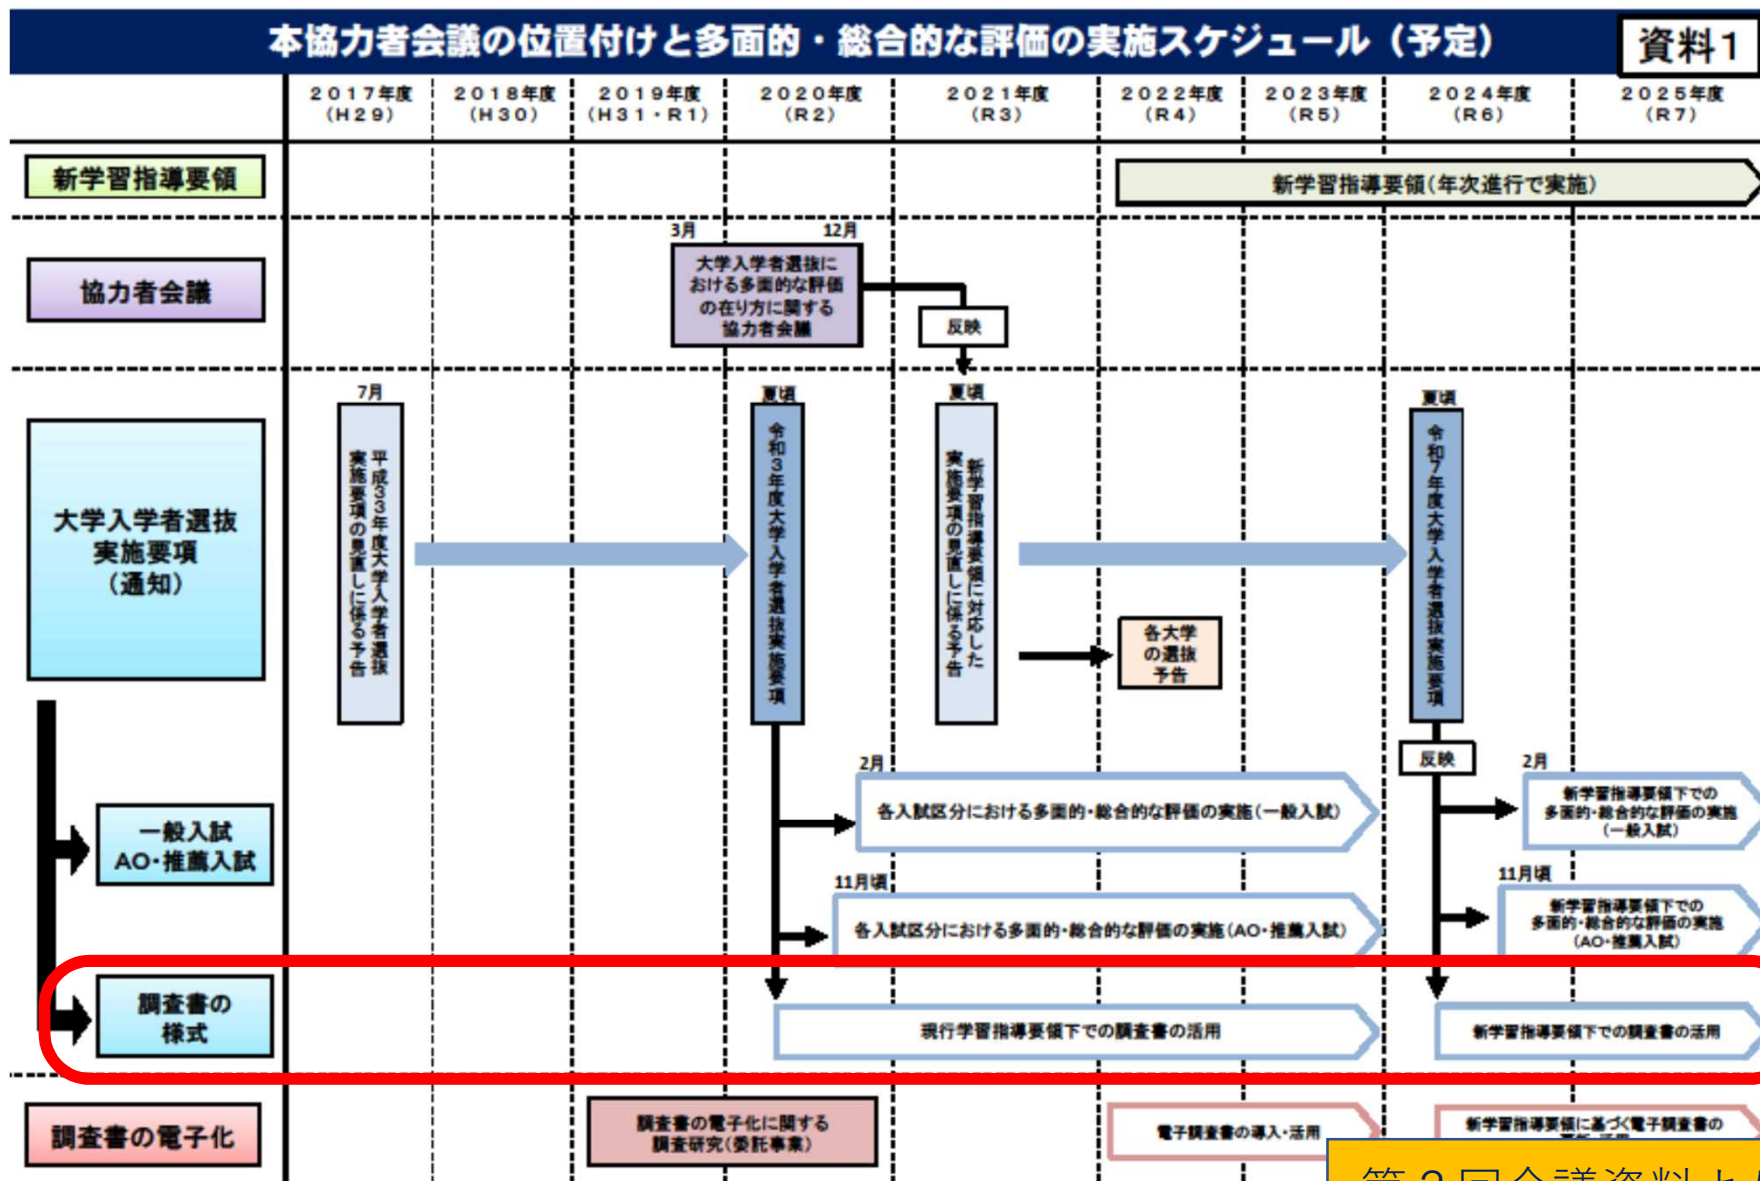 本協力者会議の位置付けと多面的・総合的な評価の実施スケジュール（予定）
資料1
2017年度
（H29）
2018年度
（H30）
2019年度
（H31・R1）
2020年度
（R2）
2021年度
（R3）
2022年度
（R4）
2023年度
（R5）
2024年度
（R6）
2025年度
（R7）
新学習指導要領
新学習指導要領（年次進行で実施）
協力者会議
3月
12月
大学入学者選抜に
おける多面的な評価
の在り方に関する
協力者会議
反映
大学入学者選抜
実施要項
（通知）
7月
平成33年度大学入学者選抜
実施要項の見直しに係る予告
夏頃
令和3年度大学入学者選抜実施要項
夏頃
新学習指導要領に対応した
実施要項の見直しに係る予告
各大学
の選抜
予告
夏頃
令和7年度大学入学者選抜実施要項
反映
一般入試
AO・推薦入試
2月
各入試区分における多面的・総合的な評価の実施（一般入試）
2月
新学習指導要領下での
多面的・総合的な評価の実施
（一般入試）
11月頃
各入試区分における多面的・総合的な評価の実施（AO・推薦入試）
11月頃
新学習指導要領下での
多面的・総合的な評価の実施
（AO・推薦入試）
調査書の
様式
現行学習指導要領下での調査書の活用
新学習指導要領下での調査書の活用
調査書の電子化
調査書の電子化に関する
調査研究（委託事業）
電子調査書の導入・活用
新学習指導要領に基づく電子調査書の